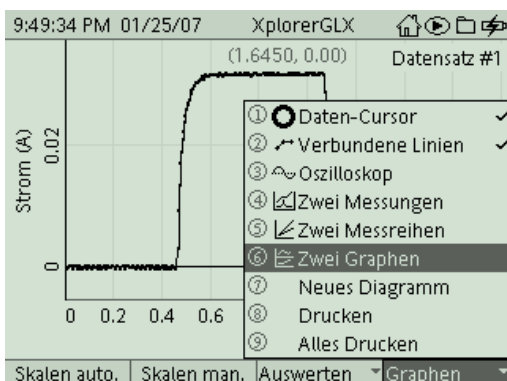 9:49:34 PM 01/25/07 XplorerGLX
(1.6450, 0.00) Datensatz #1
Strom (A)
0.02
0
0 0.2 0.4 0.6
① Daten-Cursor
② Verbundene Linien
③ Oszilloskop
④ Zwei Messungen
⑤ Zwei Messreihen
⑥ Zwei Graphen
⑦ Neues Diagramm
⑧ Drucken
⑨ Alles Drucken
Skalen auto. Skalen man. Auswerten Graphen